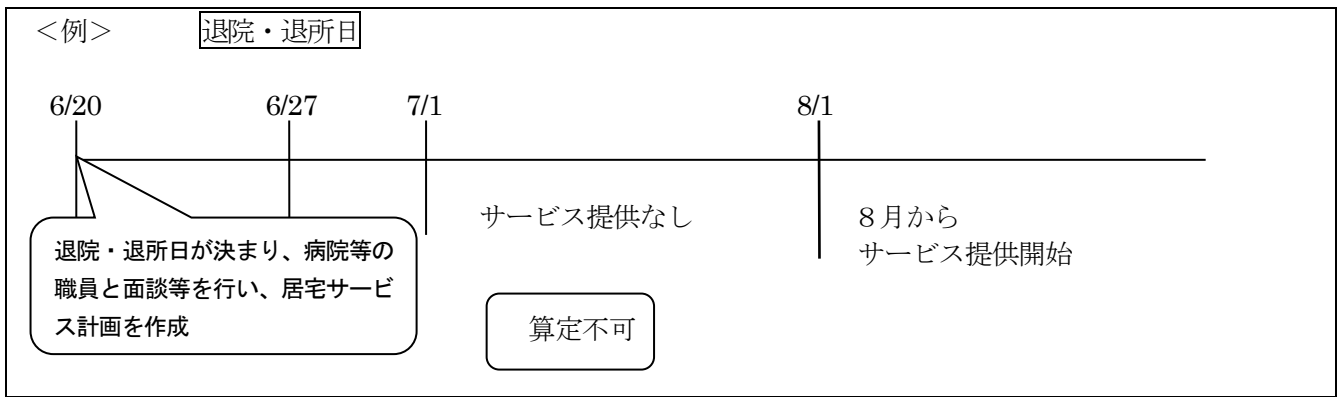 ＜例＞ 退院・退所日
6/20 6/27 7/1 8/1
サービス提供なし
８月から
サービス提供開始
退院・退所日が決まり、病院等の
職員と面談等を行い、居宅サービ
ス計画を作成
算定不可